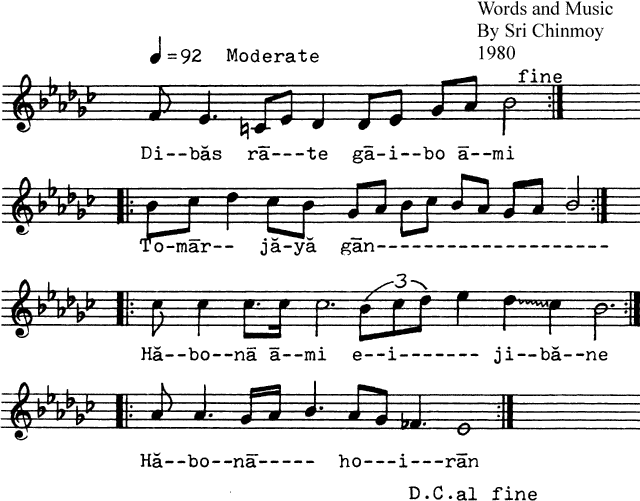 Words and Music
By Sri Chinmoy
1980
♩=92 Moderate
fine
Di--băs rā---te gā-i-bo ā--mi
To-mār-- jă-yă gān---------------------
3
Hă--bo-nā ā-mi e--i------- ji-bă--ne
Hă--bo--nā----- ho---i---rān
D.C.al fine